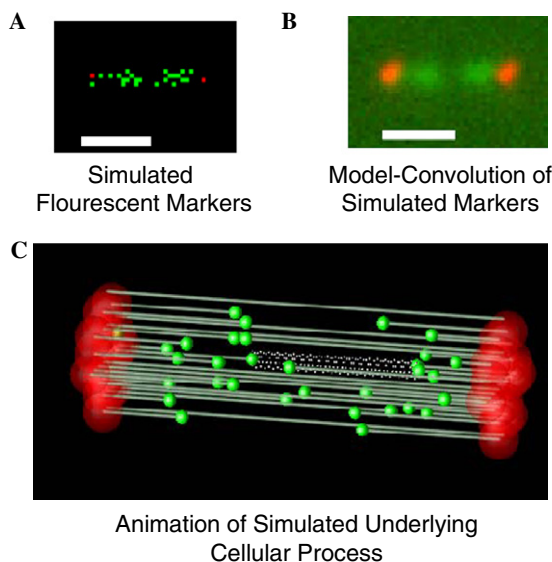 A
B
Simulated
Flourescent Markers
Model-Convolution of
Simulated Markers
C
Animation of Simulated Underlying
Cellular Process